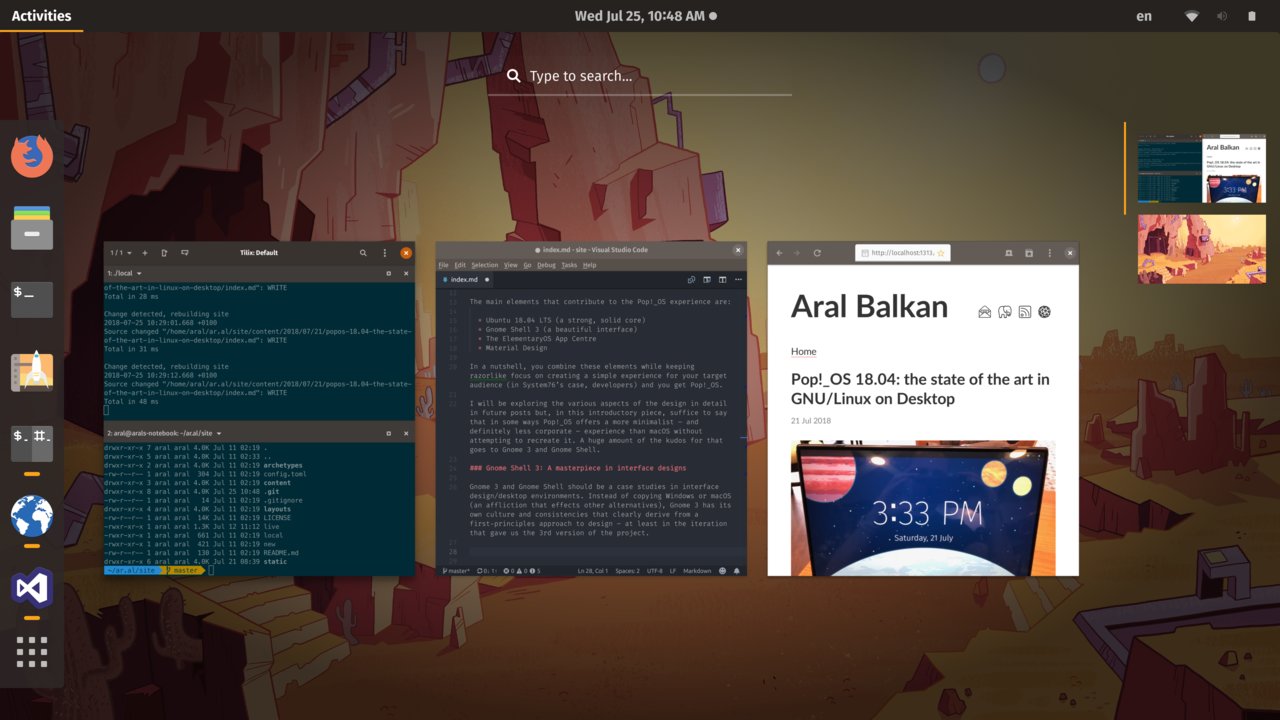 Activities
Wed Jul 25, 10:48 AM
en
Type to search...
1 / 1
Tilix: Default
1: ./local
of-the-art-in-linux-on-desktop/index.md": WRITE
Total in 28 ms
Change detected, rebuilding site
2018-07-25 10:29:01.668 +0100
Source changed "/home/aral/ar.al/site/content/2018/07/21/popos-18.04-the-state-
of-the-art-in-linux-on-desktop/index.md": WRITE
Total in 31 ms
Change detected, rebuilding site
2018-07-25 10:29:12.668 +0100
Source changed "/home/aral/ar.al/site/content/2018/07/21/popos-18.04-the-state-
of-the-art-in-linux-on-desktop/index.md": WRITE
Total in 48 ms
2: aral@arals-notebook: ~/ar.al/site
drwxr-xr-x 7 aral aral 4.0K Jul 11 02:19 .
drwxr-xr-x 5 aral aral 4.0K Jul 11 02:33 ..
drwxr-xr-x 2 aral aral 4.0K Jul 11 02:19 archetypes
-rw-r--r-- 1 aral aral 304 Jul 11 02:19 config.toml
drwxr-xr-x 3 aral aral 4.0K Jul 11 02:19 content
drwxr-xr-x 8 aral aral 4.0K Jul 25 10:48 .git
-rw-r--r-- 1 aral aral 14 Jul 11 02:19 .gitignore
drwxr-xr-x 4 aral aral 4.0K Jul 11 02:19 layouts
-rw-r--r-- 1 aral aral 14K Jul 11 02:19 LICENSE
-rwxr-xr-x 1 aral aral 1.3K Jul 12 11:12 live
-rwxr-xr-x 1 aral aral 661 Jul 11 02:19 local
-rwxr-xr-x 1 aral aral 421 Jul 11 02:19 new
-rw-r--r-- 1 aral aral 130 Jul 11 02:19 README.md
drwxr-xr-x 6 aral aral 4.0K Jul 21 08:39 static
~/ar.al/site master
index.md - site - Visual Studio Code
File Edit Selection View Go Debug Tasks Help
index.md
13 The main elements that contribute to the Pop!_OS experience are:
14
15 * Ubuntu 18.04 LTS (a strong, solid core)
16 * Gnome Shell 3 (a beautiful interface)
17 * The ElementaryOS App Centre
18 * Material Design
19
20 In a nutshell, you combine these elements while keeping
razorlike focus on creating a simple experience for your target
audience (in System76's case, developers) and you get Pop!_OS.
21
22 I will be exploring the various aspects of the design in detail
in future posts but, in this introductory piece, suffice to say
that in some ways Pop!_OS offers a more minimalist – and
definitely less corporate – experience than macOS without
attempting to recreate it. A huge amount of the kudos for that
goes to Gnome 3 and Gnome Shell.
23
24 ### Gnome Shell 3: A masterpiece in interface designs
25
26 Gnome 3 and Gnome Shell should be a case studies in interface
design/desktop environments. Instead of copying Windows or macOS
(an affliction that effects other alternatives), Gnome 3 has its
own culture and consistencies that clearly derive from a
first-principles approach to design – at least in the iteration
that gave us the 3rd version of the project.
27
28
master* 0↓ 1↑ 0 0 5 Ln 28, Col 1 Spaces: 2 UTF-8 LF Markdown
http://localhost:1313,
Aral Balkan
Home
Pop!_OS 18.04: the state of the art in
GNU/Linux on Desktop
21 Jul 2018
3:33 PM
Saturday, 21 July
Aral Balkan
Pop!_OS 18.04: the state of the art in
GNU/Linux on Desktop
3:33 PM
$_
$_ #_